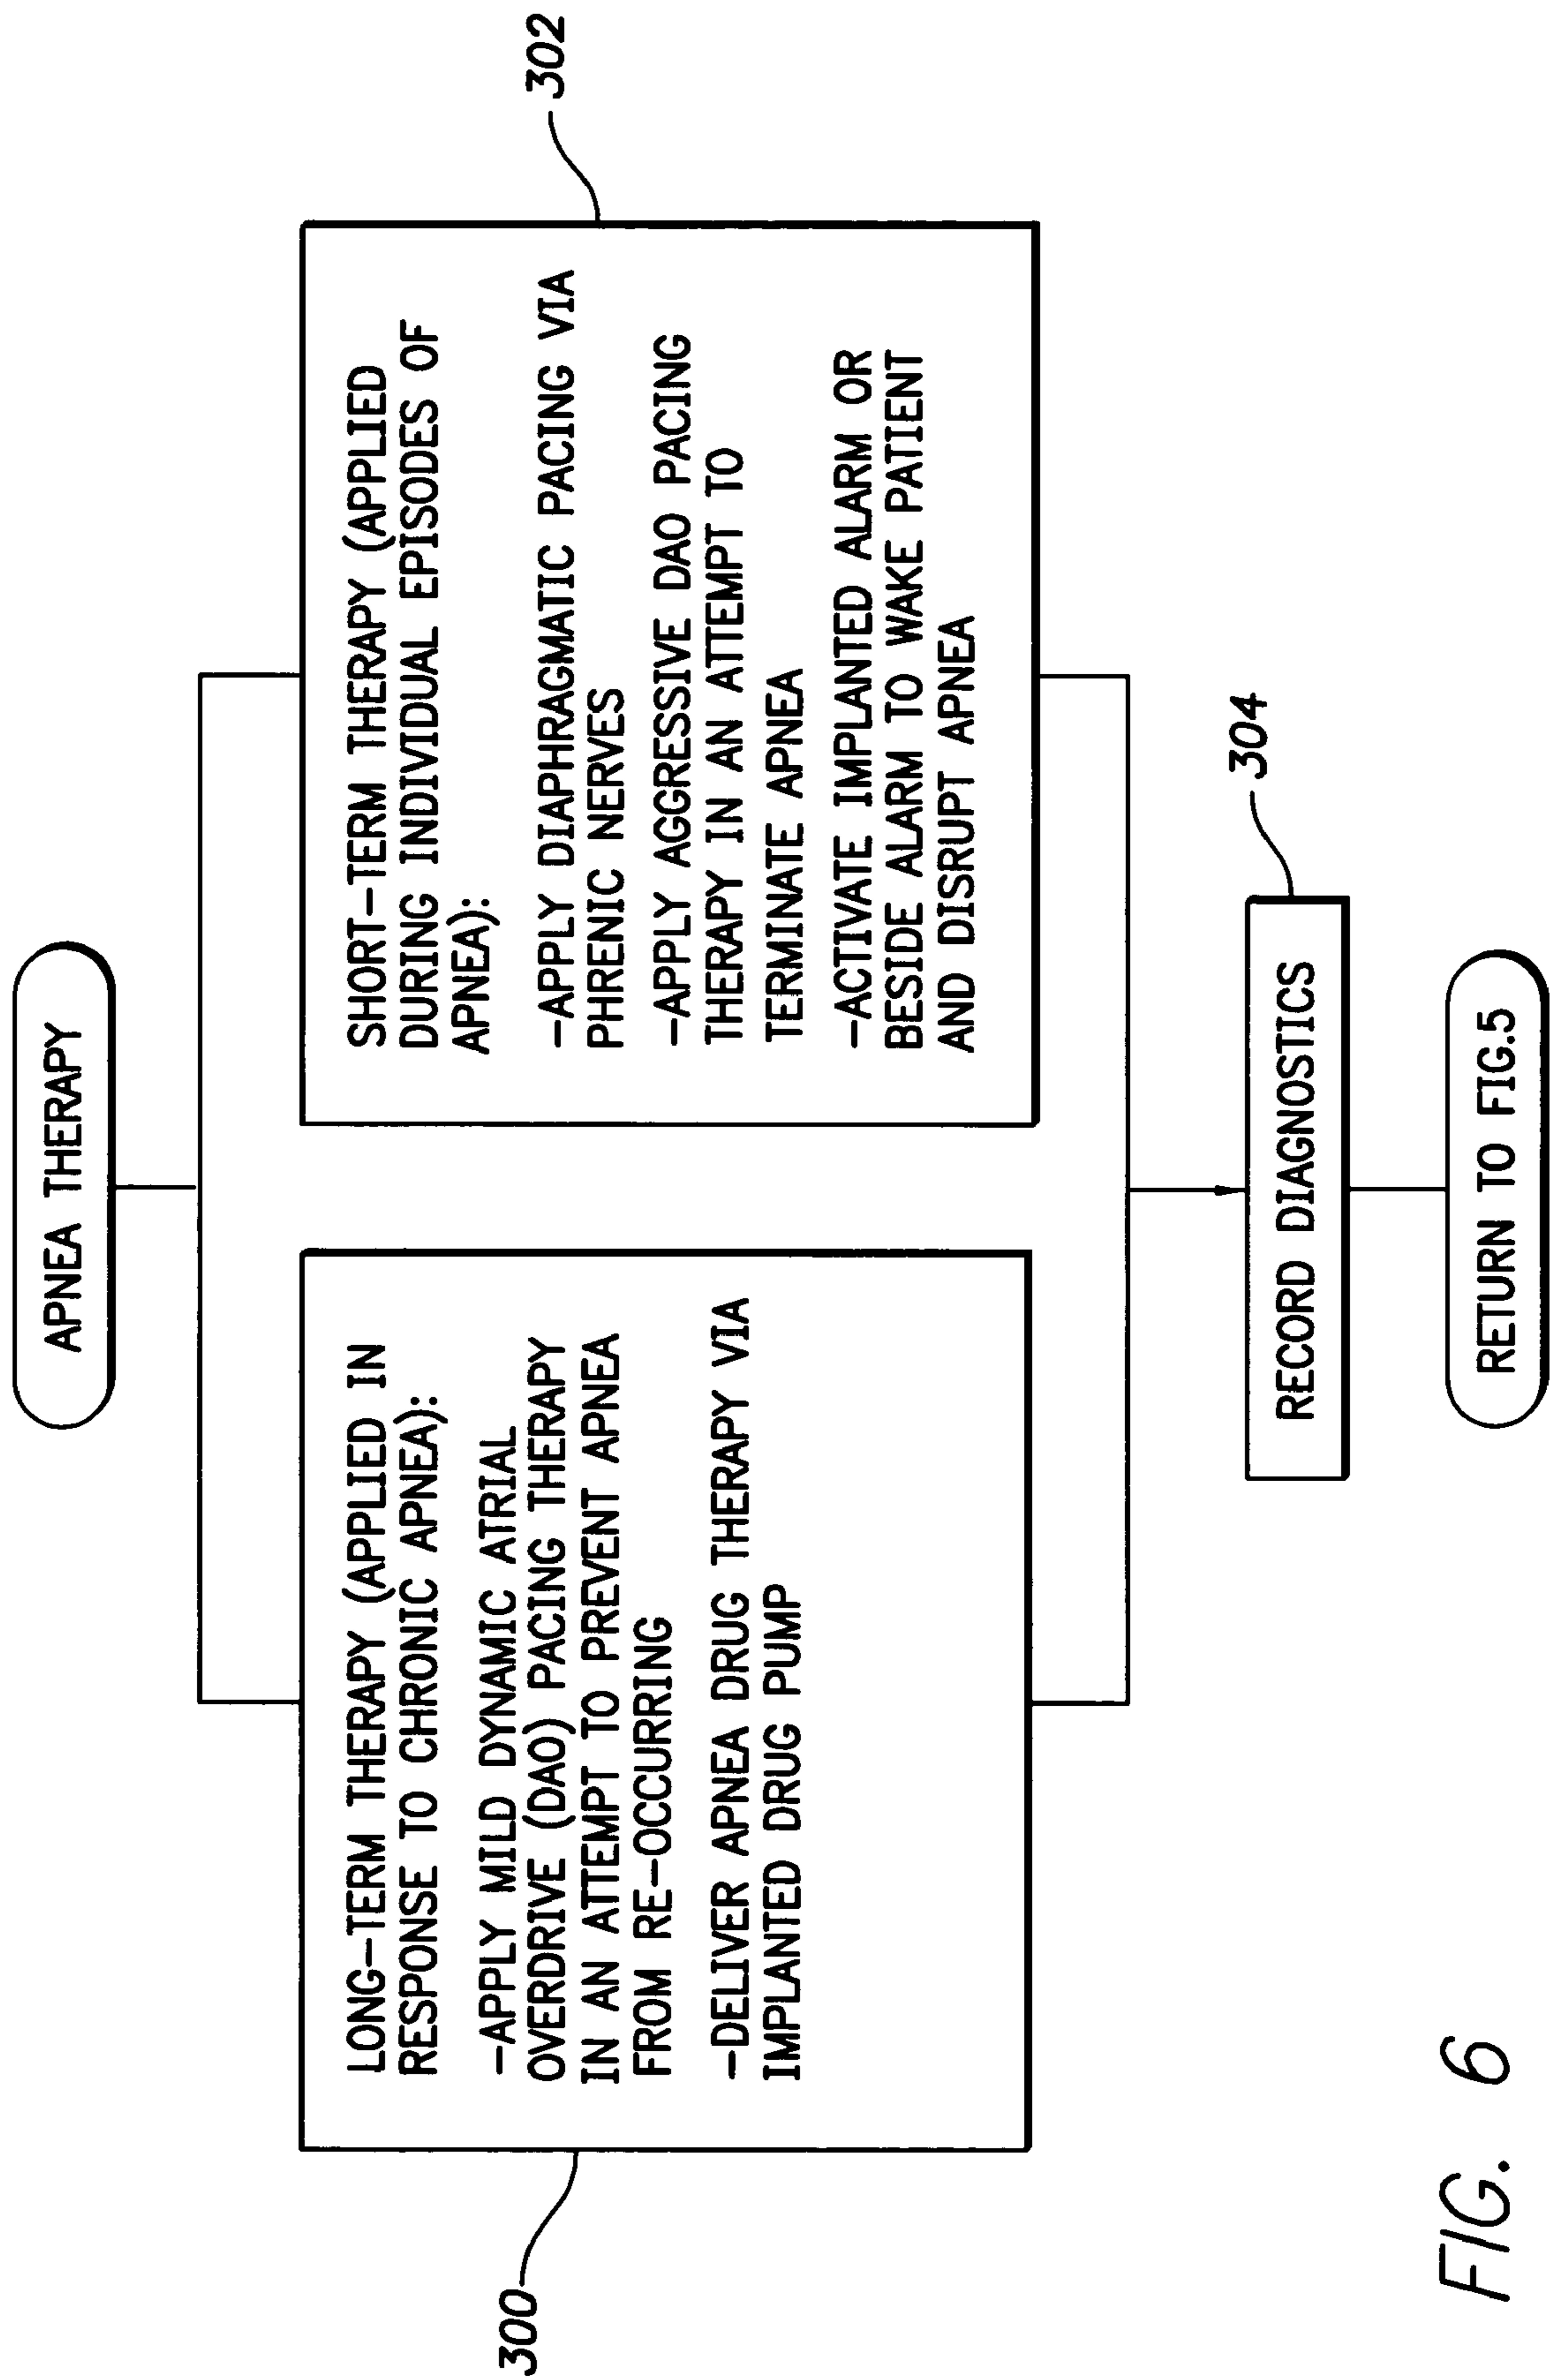 APNEA THERAPY
300
LONG-TERM THERAPY (APPLIED IN
RESPONSE TO CHRONIC APNEA):
-APPLY MILD DYNAMIC ATRIAL
OVERDRIVE (DAO) PACING THERAPY
IN AN ATTEMPT TO PREVENT APNEA
FROM RE-OCCURRING
-DELIVER APNEA DRUG THERAPY VIA
IMPLANTED DRUG PUMP
302
SHORT-TERM THERAPY (APPLIED
DURING INDIVIDUAL EPISODES OF
APNEA):
-APPLY DIAPHRAGMATIC PACING VIA
PHRENIC NERVES
-APPLY AGGRESSIVE DAO PACING
THERAPY IN AN ATTEMPT TO
TERMINATE APNEA
-ACTIVATE IMPLANTED ALARM OR
BESIDE ALARM TO WAKE PATIENT
AND DISRUPT APNEA
304
RECORD DIAGNOSTICS
RETURN TO FIG.5
FIG. 6